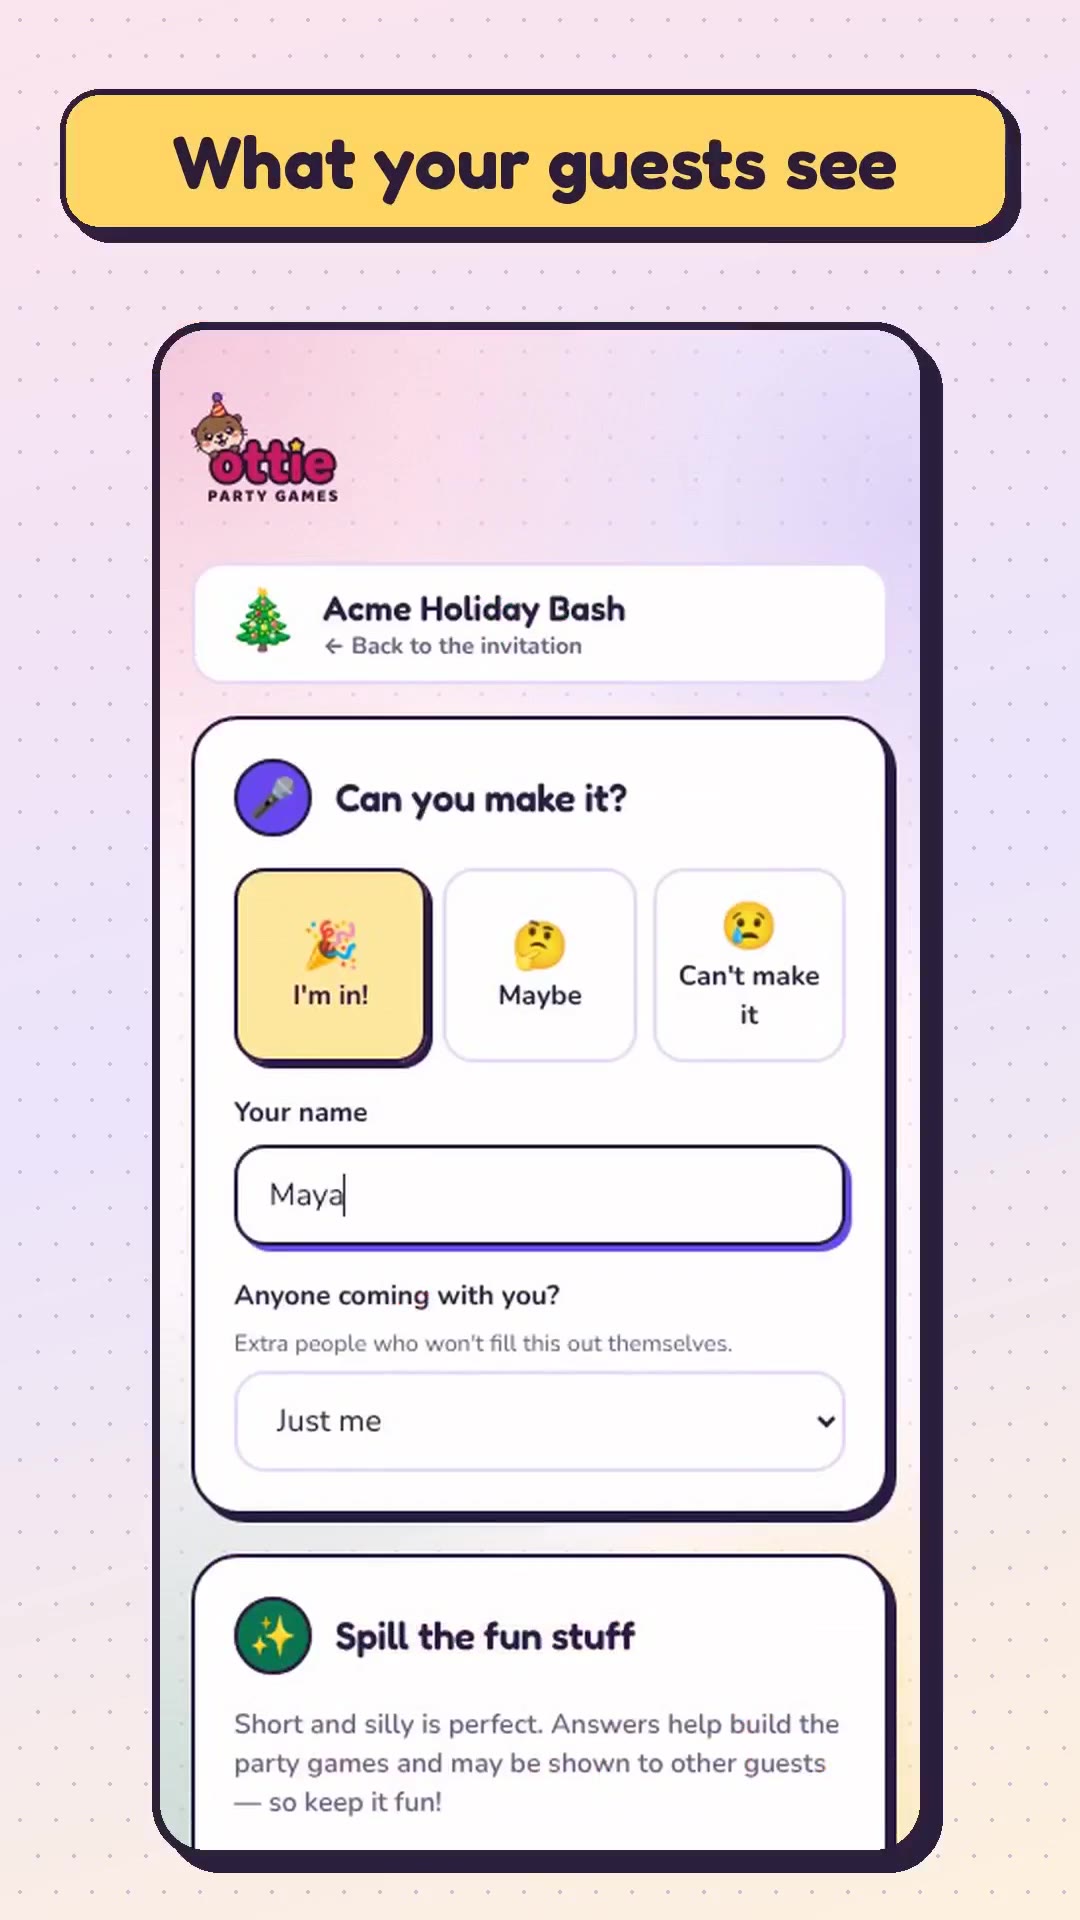 What your guests see
ottie
PARTY GAMES
Acme Holiday Bash
← Back to the invitation
Can you make it?
I'm in!
Maybe
Can't make
it
Your name
Maya
Anyone coming with you?
Extra people who won't fill this out themselves.
Just me
Spill the fun stuff
Short and silly is perfect. Answers help build the
party games and may be shown to other guests
— so keep it fun!